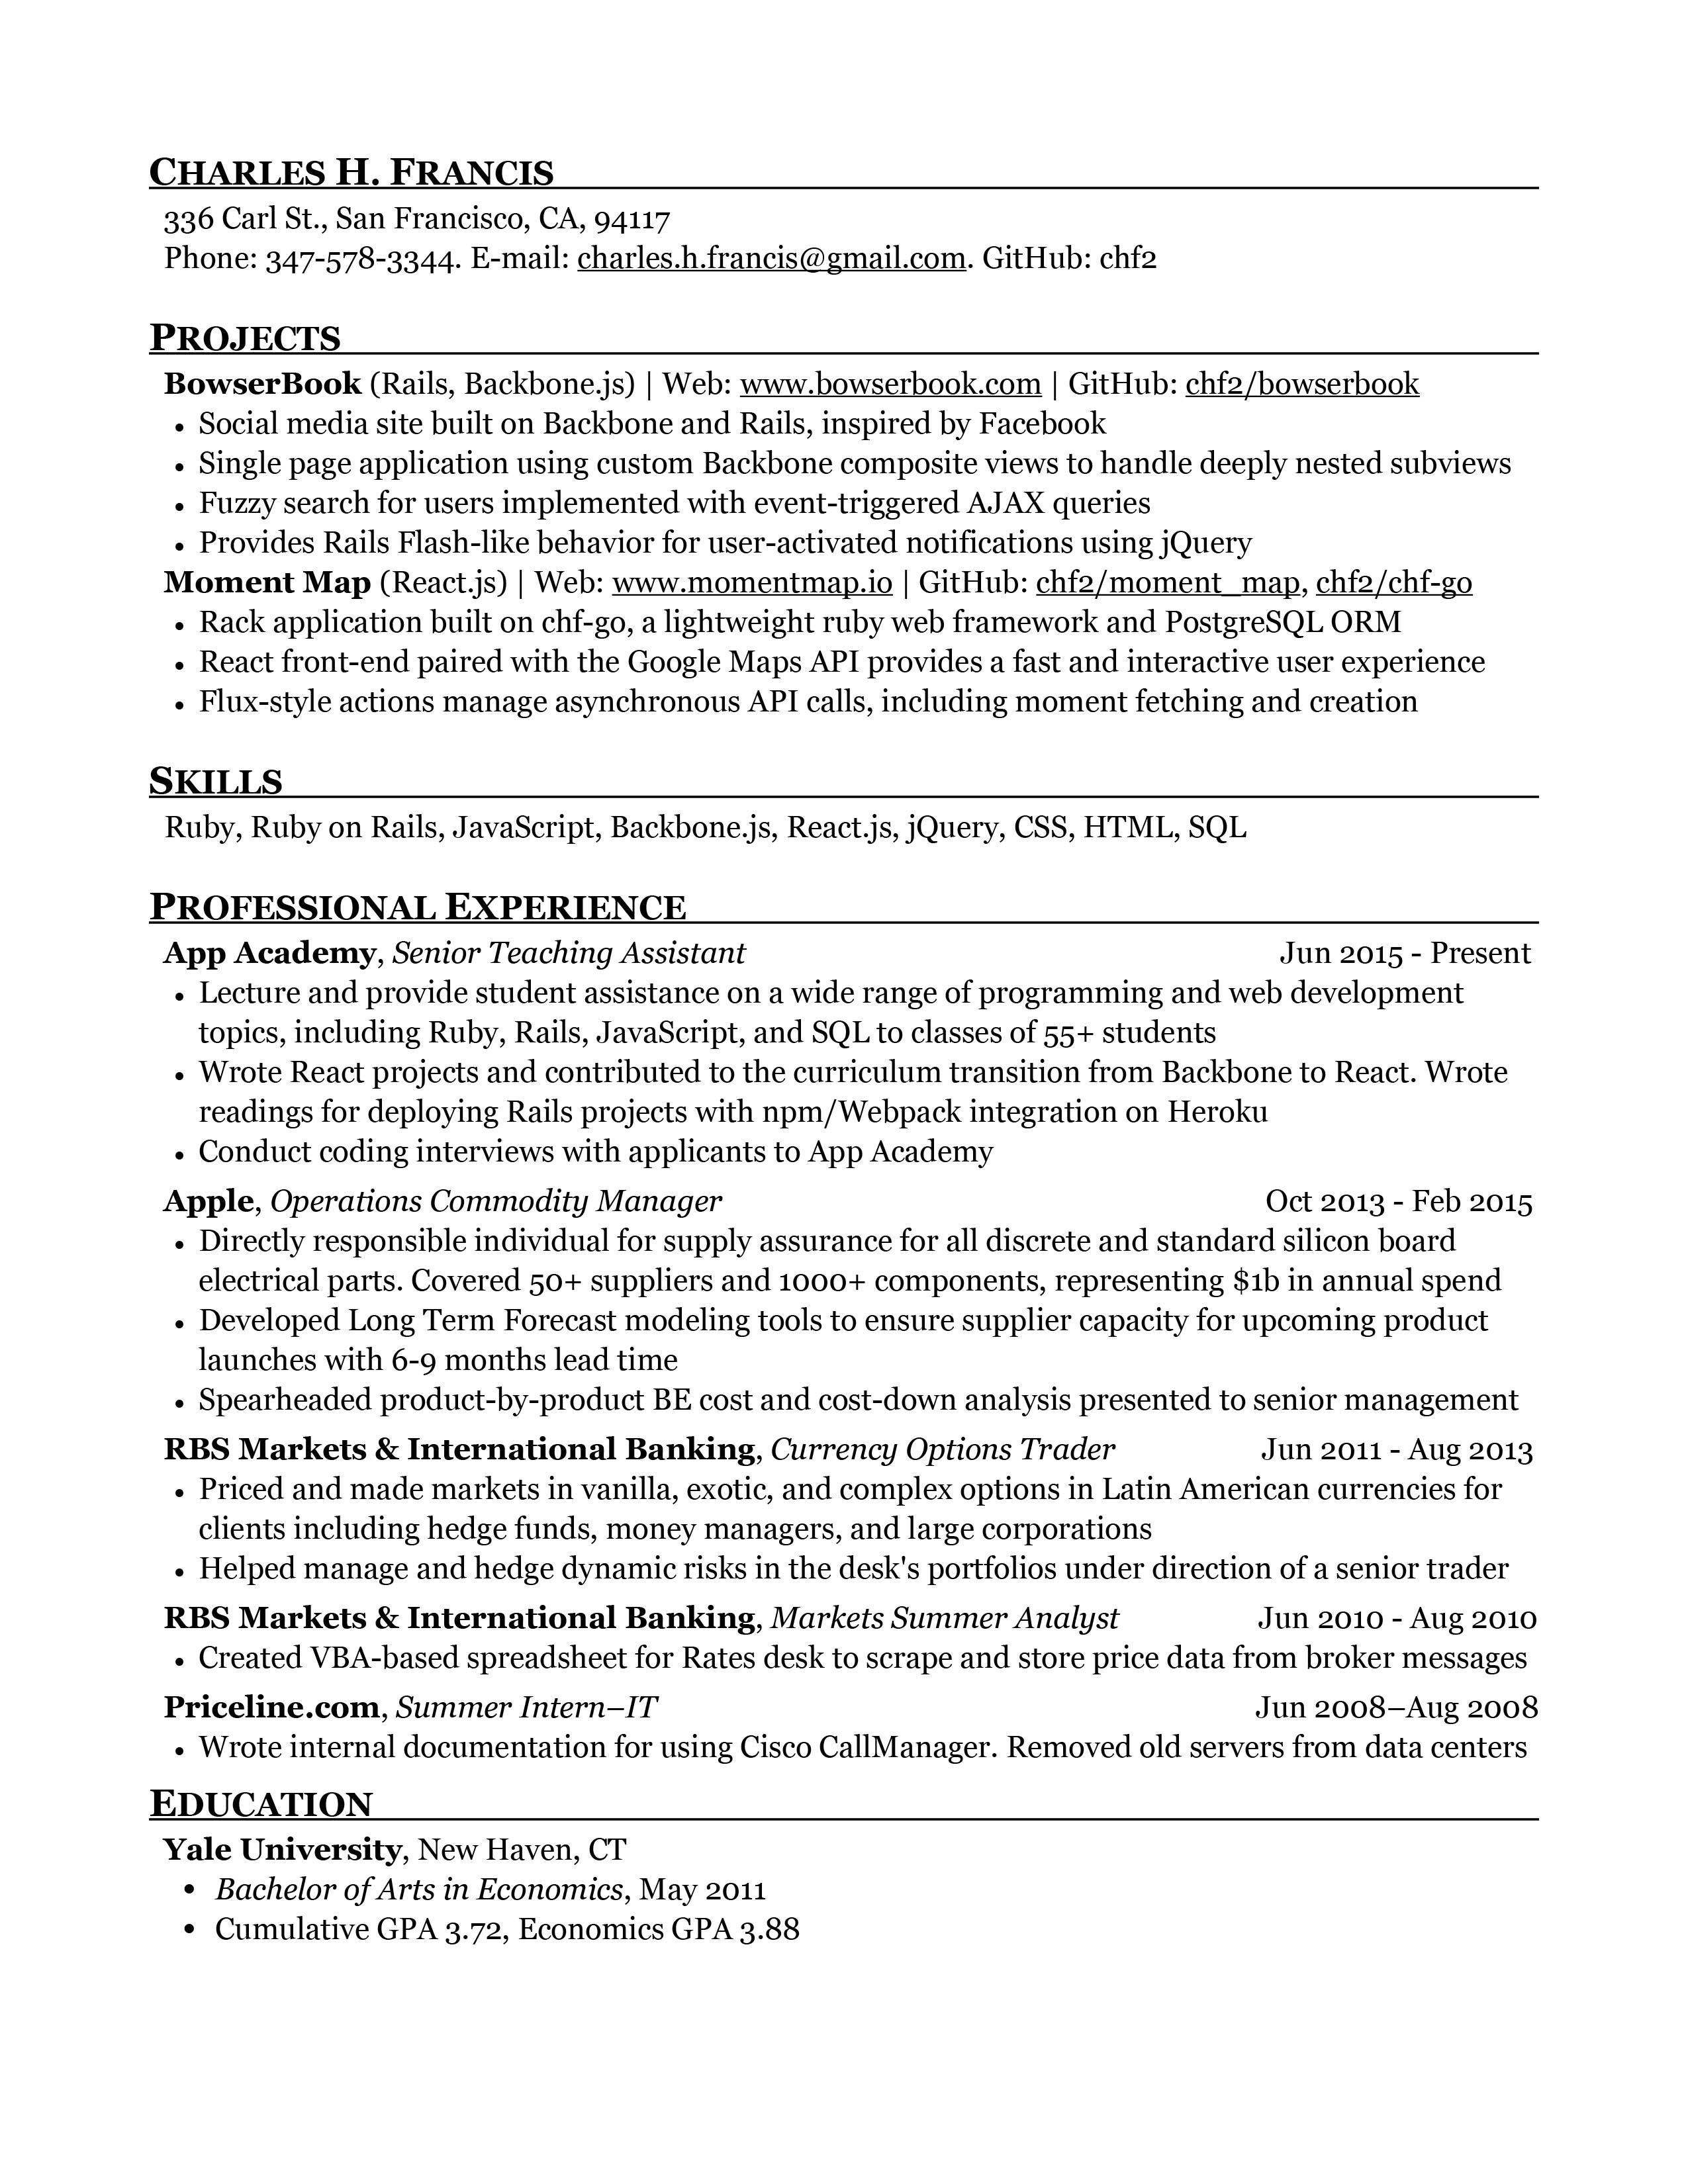 CHARLES H. FRANCIS
336 Carl St., San Francisco, CA, 94117
Phone: 347-578-3344. E-mail: charles.h.francis@gmail.com. GitHub: chf2
PROJECTS
BowserBook (Rails, Backbone.js) | Web: www.bowserbook.com | GitHub: chf2/bowserbook
• Social media site built on Backbone and Rails, inspired by Facebook
• Single page application using custom Backbone composite views to handle deeply nested subviews
• Fuzzy search for users implemented with event-triggered AJAX queries
• Provides Rails Flash-like behavior for user-activated notifications using jQuery
Moment Map (React.js) | Web: www.momentmap.io | GitHub: chf2/moment_map, chf2/chf-go
• Rack application built on chf-go, a lightweight ruby web framework and PostgreSQL ORM
• React front-end paired with the Google Maps API provides a fast and interactive user experience
• Flux-style actions manage asynchronous API calls, including moment fetching and creation
SKILLS
Ruby, Ruby on Rails, JavaScript, Backbone.js, React.js, jQuery, CSS, HTML, SQL
PROFESSIONAL EXPERIENCE
App Academy, Senior Teaching Assistant Jun 2015 - Present
• Lecture and provide student assistance on a wide range of programming and web development
topics, including Ruby, Rails, JavaScript, and SQL to classes of 55+ students
• Wrote React projects and contributed to the curriculum transition from Backbone to React. Wrote
readings for deploying Rails projects with npm/Webpack integration on Heroku
• Conduct coding interviews with applicants to App Academy
Apple, Operations Commodity Manager Oct 2013 - Feb 2015
• Directly responsible individual for supply assurance for all discrete and standard silicon board
electrical parts. Covered 50+ suppliers and 1000+ components, representing $1b in annual spend
• Developed Long Term Forecast modeling tools to ensure supplier capacity for upcoming product
launches with 6-9 months lead time
• Spearheaded product-by-product BE cost and cost-down analysis presented to senior management
RBS Markets & International Banking, Currency Options Trader Jun 2011 - Aug 2013
• Priced and made markets in vanilla, exotic, and complex options in Latin American currencies for
clients including hedge funds, money managers, and large corporations
• Helped manage and hedge dynamic risks in the desk's portfolios under direction of a senior trader
RBS Markets & International Banking, Markets Summer Analyst Jun 2010 - Aug 2010
• Created VBA-based spreadsheet for Rates desk to scrape and store price data from broker messages
Priceline.com, Summer Intern–IT Jun 2008–Aug 2008
• Wrote internal documentation for using Cisco CallManager. Removed old servers from data centers
EDUCATION
Yale University, New Haven, CT
• Bachelor of Arts in Economics, May 2011
• Cumulative GPA 3.72, Economics GPA 3.88